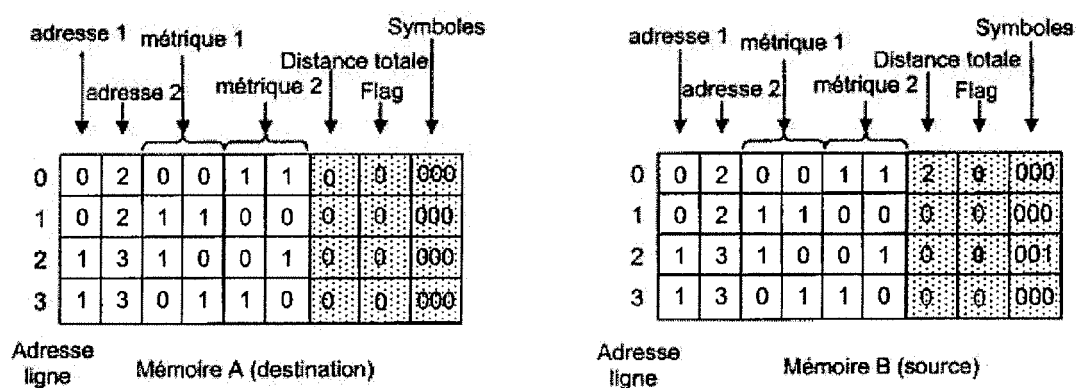 adresse 1 métrique 1 Symboles
Distance totale
adresse 2 métrique 2 Flag
0 0 2 0 0 1 1 0 0 000
1 0 2 1 1 0 0 0 0 000
2 1 3 1 0 0 1 0 0 000
3 1 3 0 1 1 0 0 0 000
Adresse
ligne
Mémoire A (destination)
adresse 1 métrique 1 Symboles
Distance totale
adresse 2 métrique 2 Flag
0 0 2 0 0 1 1 2 0 000
1 0 2 1 1 0 0 0 0 000
2 1 3 1 0 0 1 0 0 001
3 1 3 0 1 1 0 0 0 000
Adresse
ligne
Mémoire B (source)